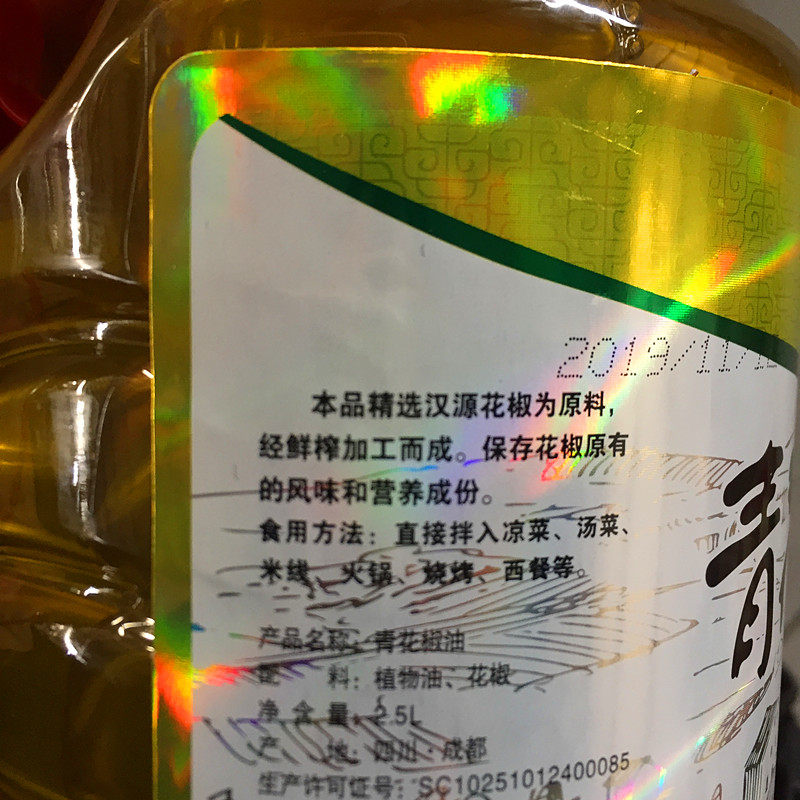 2019/11/1
本品精选汉源花椒为原料，
经鲜榨加工而成。保存花椒原有
的风味和营养成份。
食用方法：直接拌入凉菜、汤菜、
米线、火锅、烧烤、西餐等。
青
产品名称：青花椒油
配 料：植物油、花椒
净 含 量：2.5L
产 地：四川·成都
生产许可证号：SC10251012400085